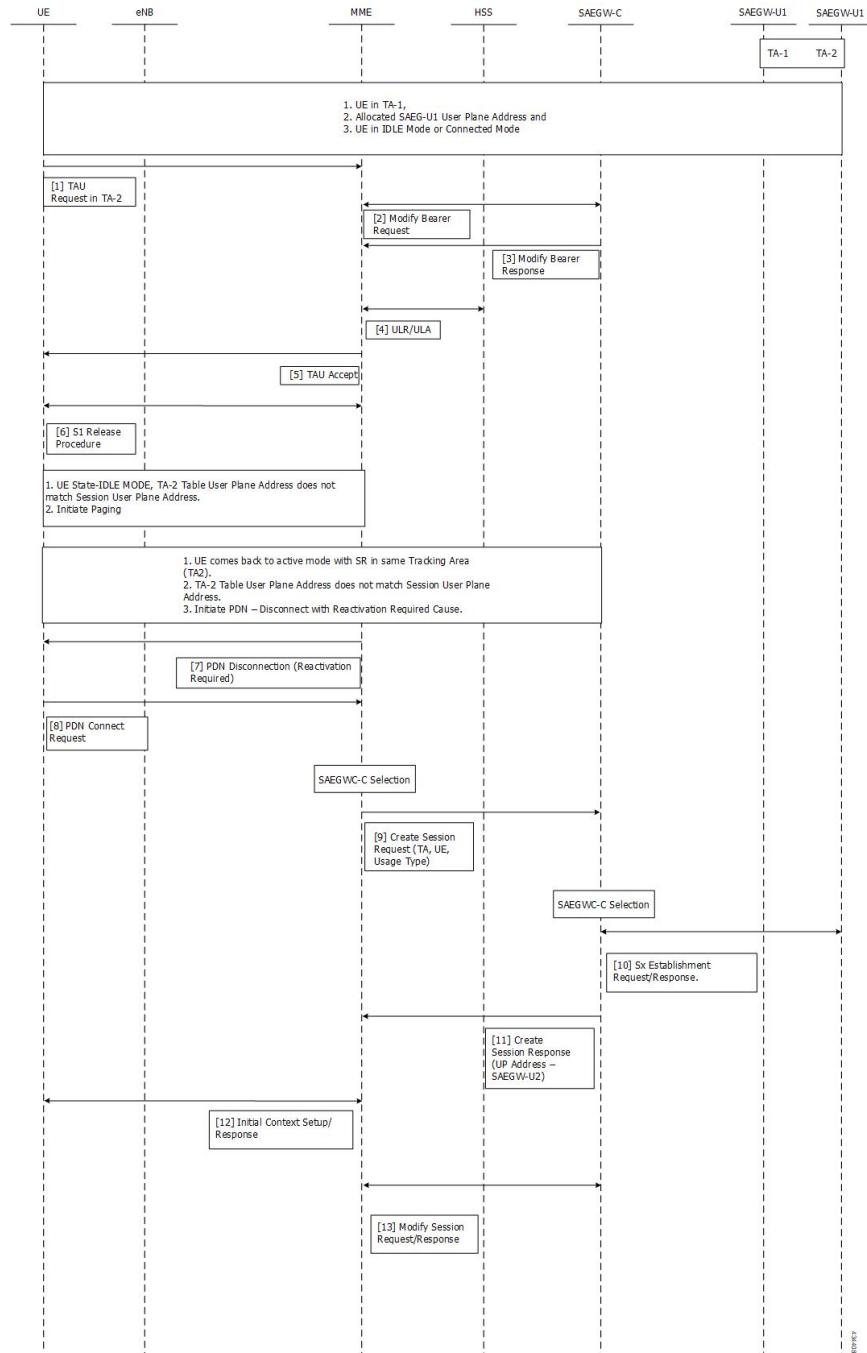 UE eNB MME HSS SAEGW-C SAEGW-U1 SAEGW-U1
TA-1 TA-2
1. UE in TA-1,
2. Allocated SAEG-U1 User Plane Address and
3. UE in IDLE Mode or Connected Mode
[1] TAU
Request in TA-2
[2] Modify Bearer
Request
[3] Modify Bearer
Response
[4] ULR/ULA
[5] TAU Accept
[6] S1 Release
Procedure
1. UE State-IDLE MODE, TA-2 Table User Plane Address does not
match Session User Plane Address.
2. Initiate Paging
1. UE comes back to active mode with SR in same Tracking Area
(TA2).
2. TA-2 Table User Plane Address does not match Session User Plane
Address.
3. Initiate PDN – Disconnect with Reactivation Required Cause.
[7] PDN Disconnection (Reactivation
Required)
[8] PDN Connect
Request
SAEGWC-C Selection
[9] Create Session
Request (TA, UE,
Usage Type)
SAEGWC-C Selection
[10] Sx Establishment
Request/Response.
[11] Create
Session Response
(UP Address –
SAEGW-U2)
[12] Initial Context Setup/
Response
[13] Modify Session
Request/Response